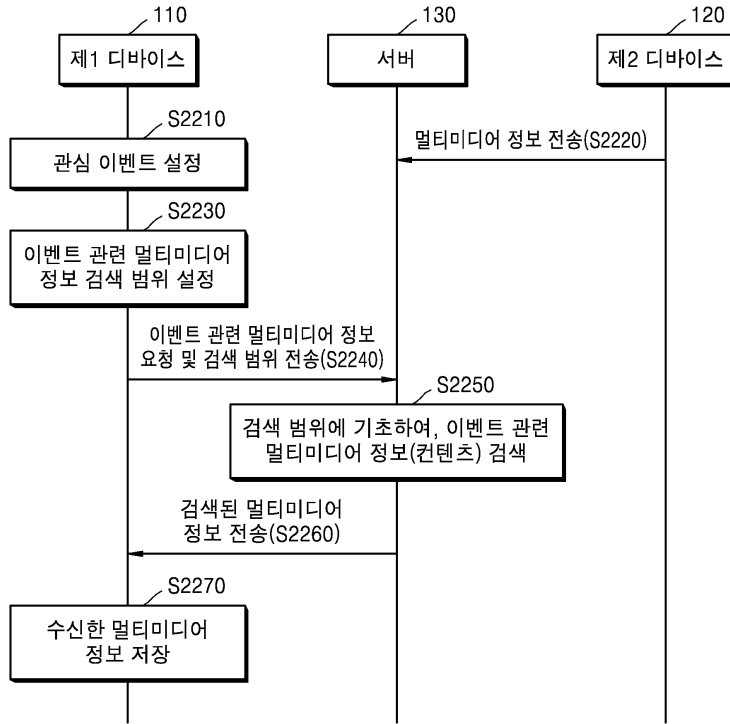 110
130
120
제1 디바이스
서버
제2 디바이스
S2210
관심 이벤트 설정
멀티미디어 정보 전송(S2220)
S2230
이벤트 관련 멀티미디어
정보 검색 범위 설정
이벤트 관련 멀티미디어 정보
요청 및 검색 범위 전송(S2240)
S2250
검색 범위에 기초하여, 이벤트 관련
멀티미디어 정보(컨텐츠) 검색
검색된 멀티미디어
정보 전송(S2260)
S2270
수신한 멀티미디어
정보 저장